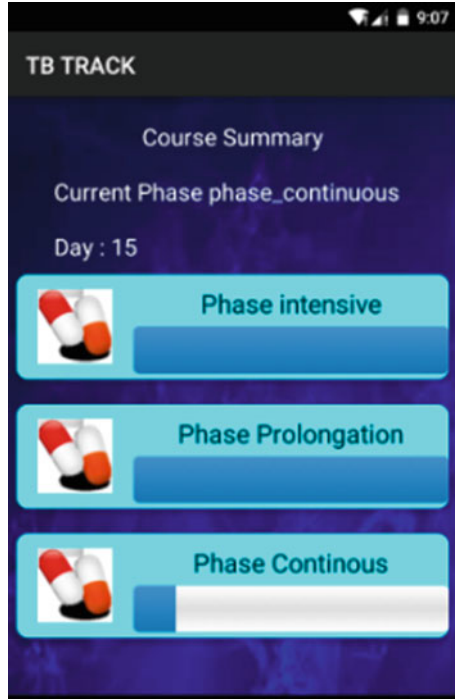 9:07
TB TRACK
Course Summary
Current Phase phase_continuous
Day : 15
Phase intensive
Phase Prolongation
Phase Continous